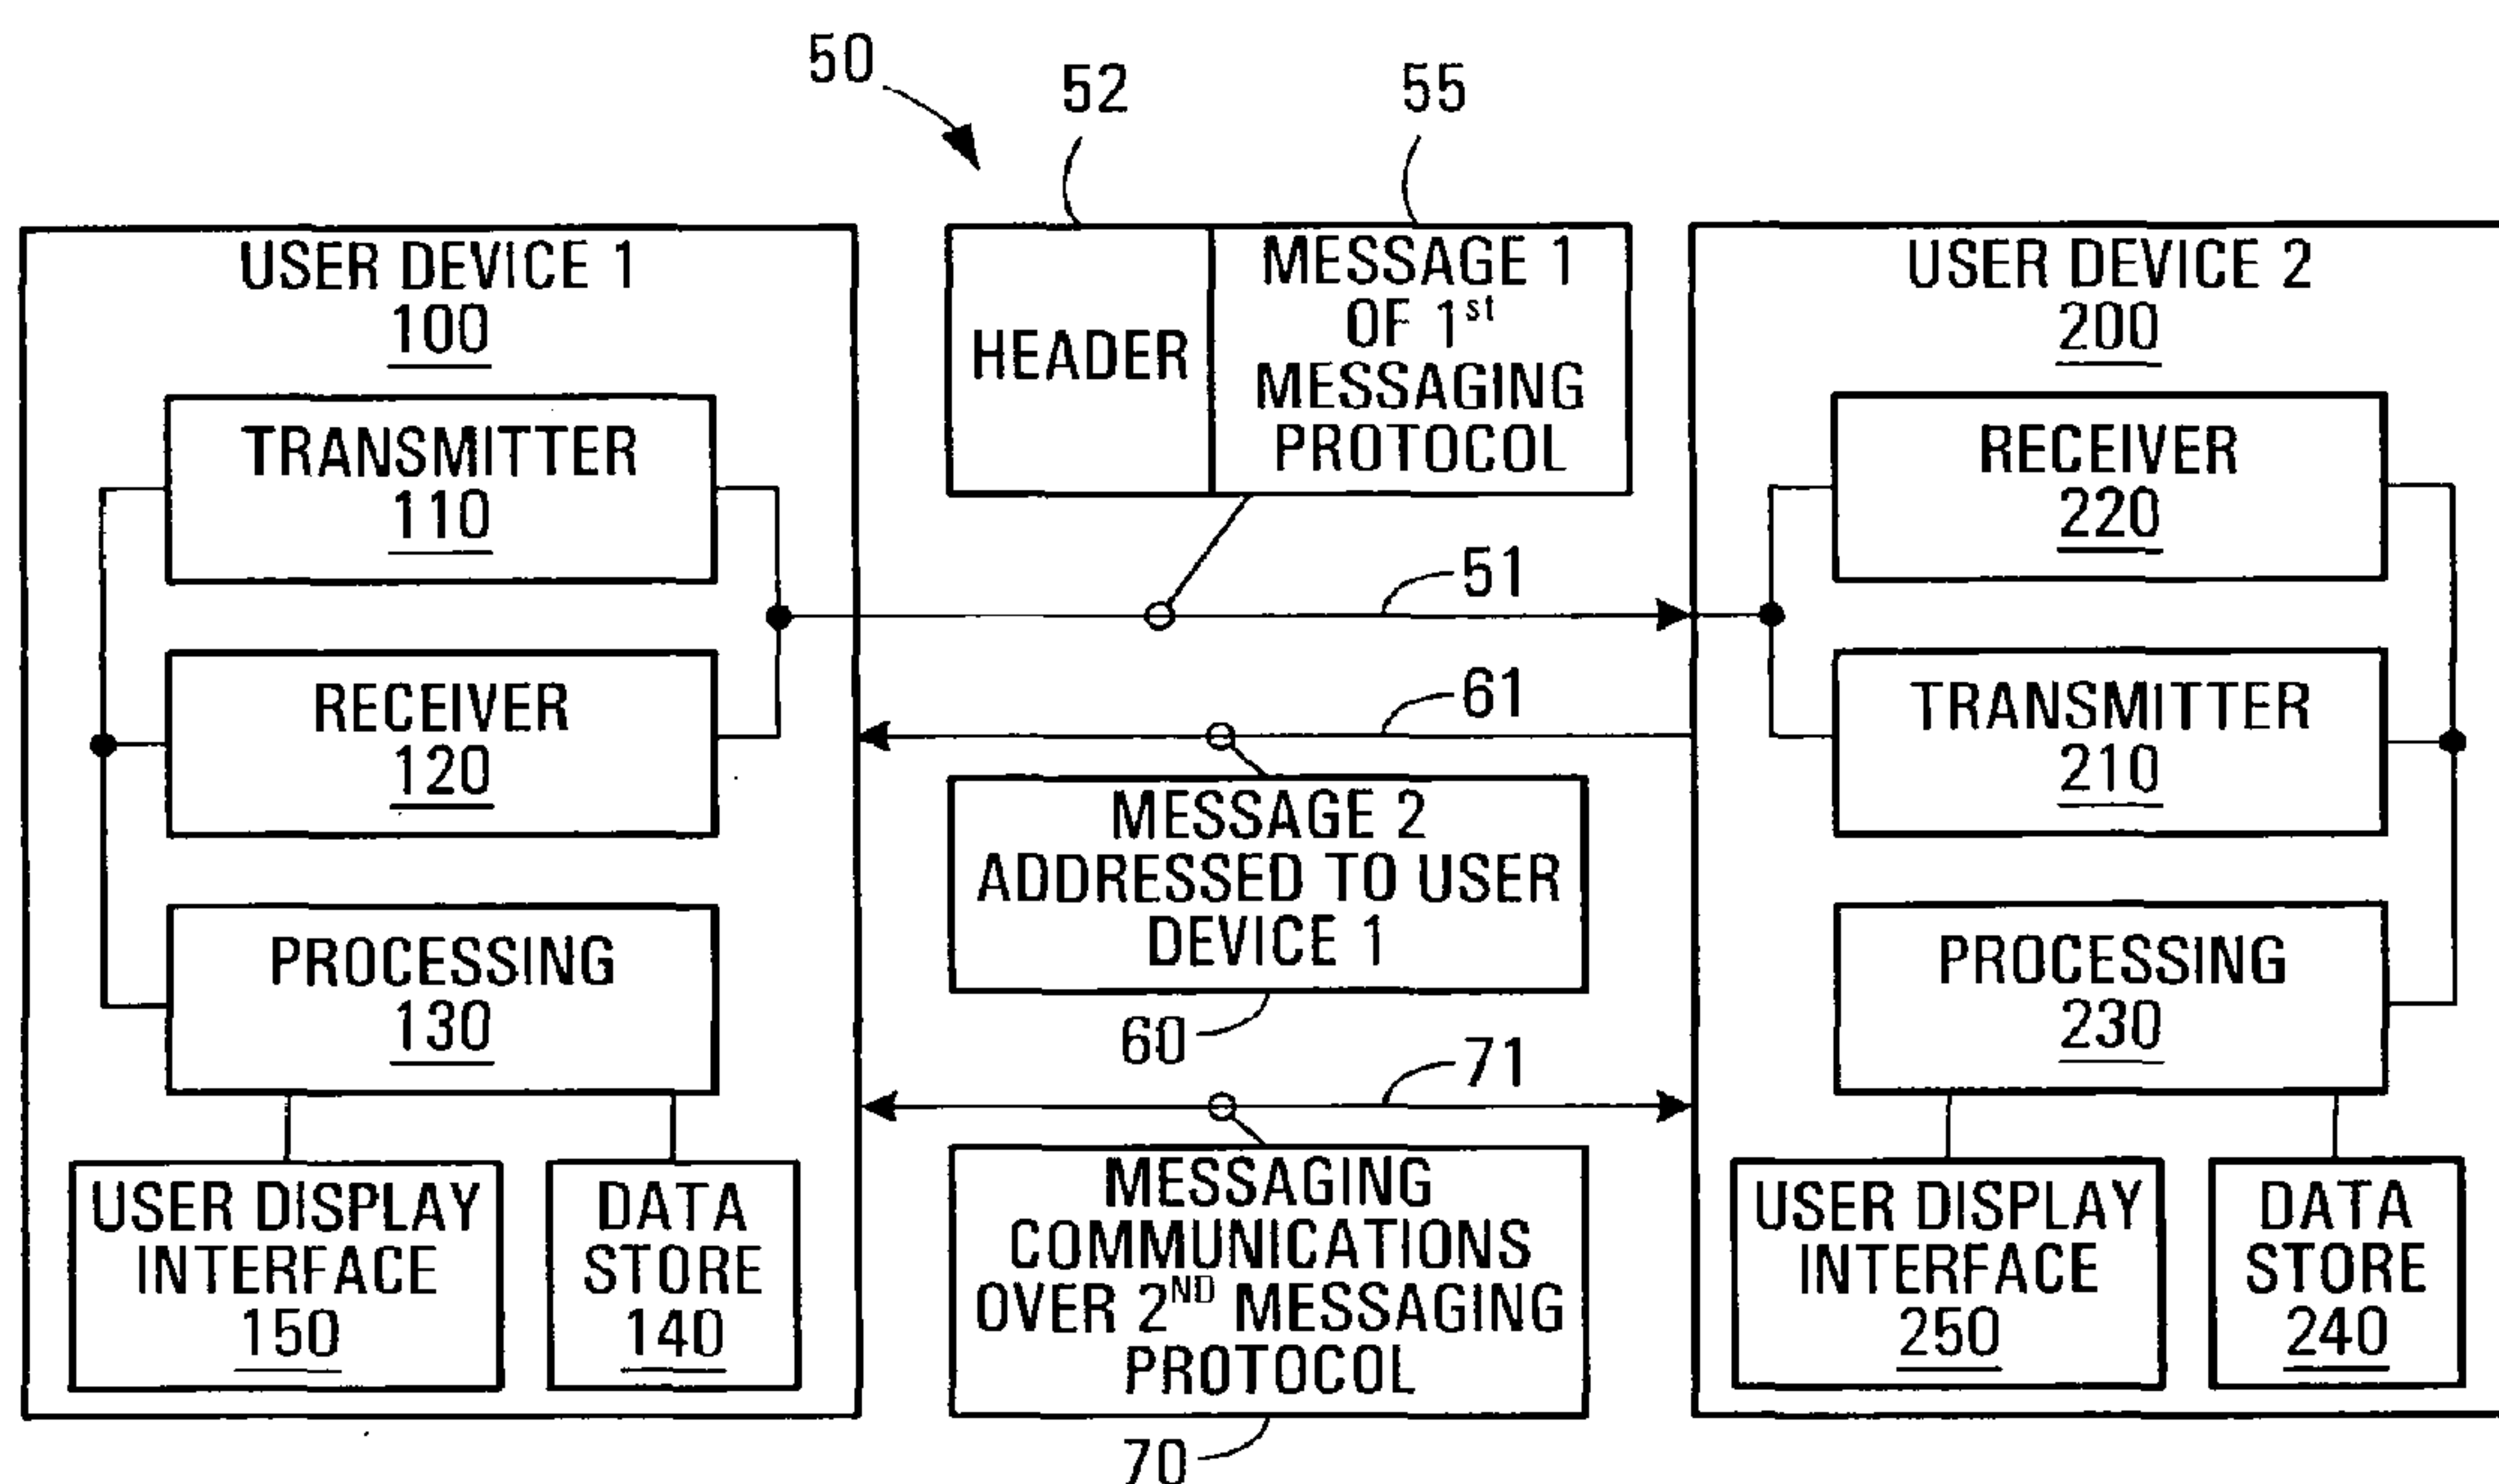 50
52
55
USER DEVICE 1
100
TRANSMITTER
110
RECEIVER
120
PROCESSING
130
USER DISPLAY
INTERFACE
150
DATA
STORE
140
HEADER
MESSAGE 1
OF 1st
MESSAGING
PROTOCOL
51
61
MESSAGE 2
ADDRESSED TO USER
DEVICE 1
60
71
MESSAGING
COMMUNICATIONS
OVER 2ND MESSAGING
PROTOCOL
70
USER DEVICE 2
200
RECEIVER
220
TRANSMITTER
210
PROCESSING
230
USER DISPLAY
INTERFACE
250
DATA
STORE
240